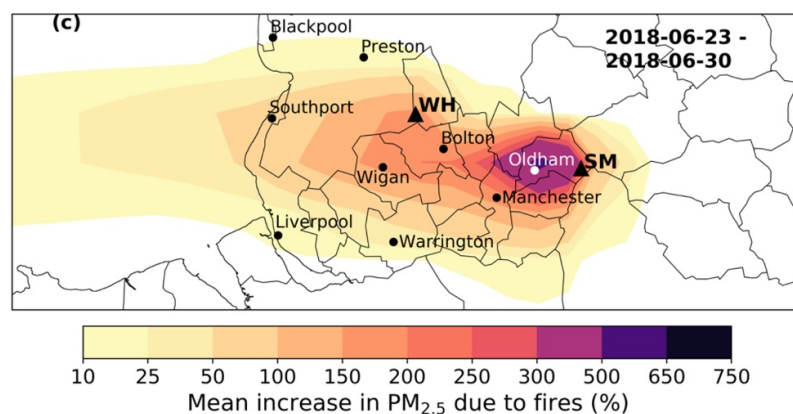 (c)
Blackpool
Preston
2018-06-23 -
2018-06-30
Southport
WH
Bolton
Oldham
SM
Wigan
Manchester
Liverpool
Warrington
10 25 50 100 150 200 250 300 500 650 750
Mean increase in PM2.5 due to fires (%)